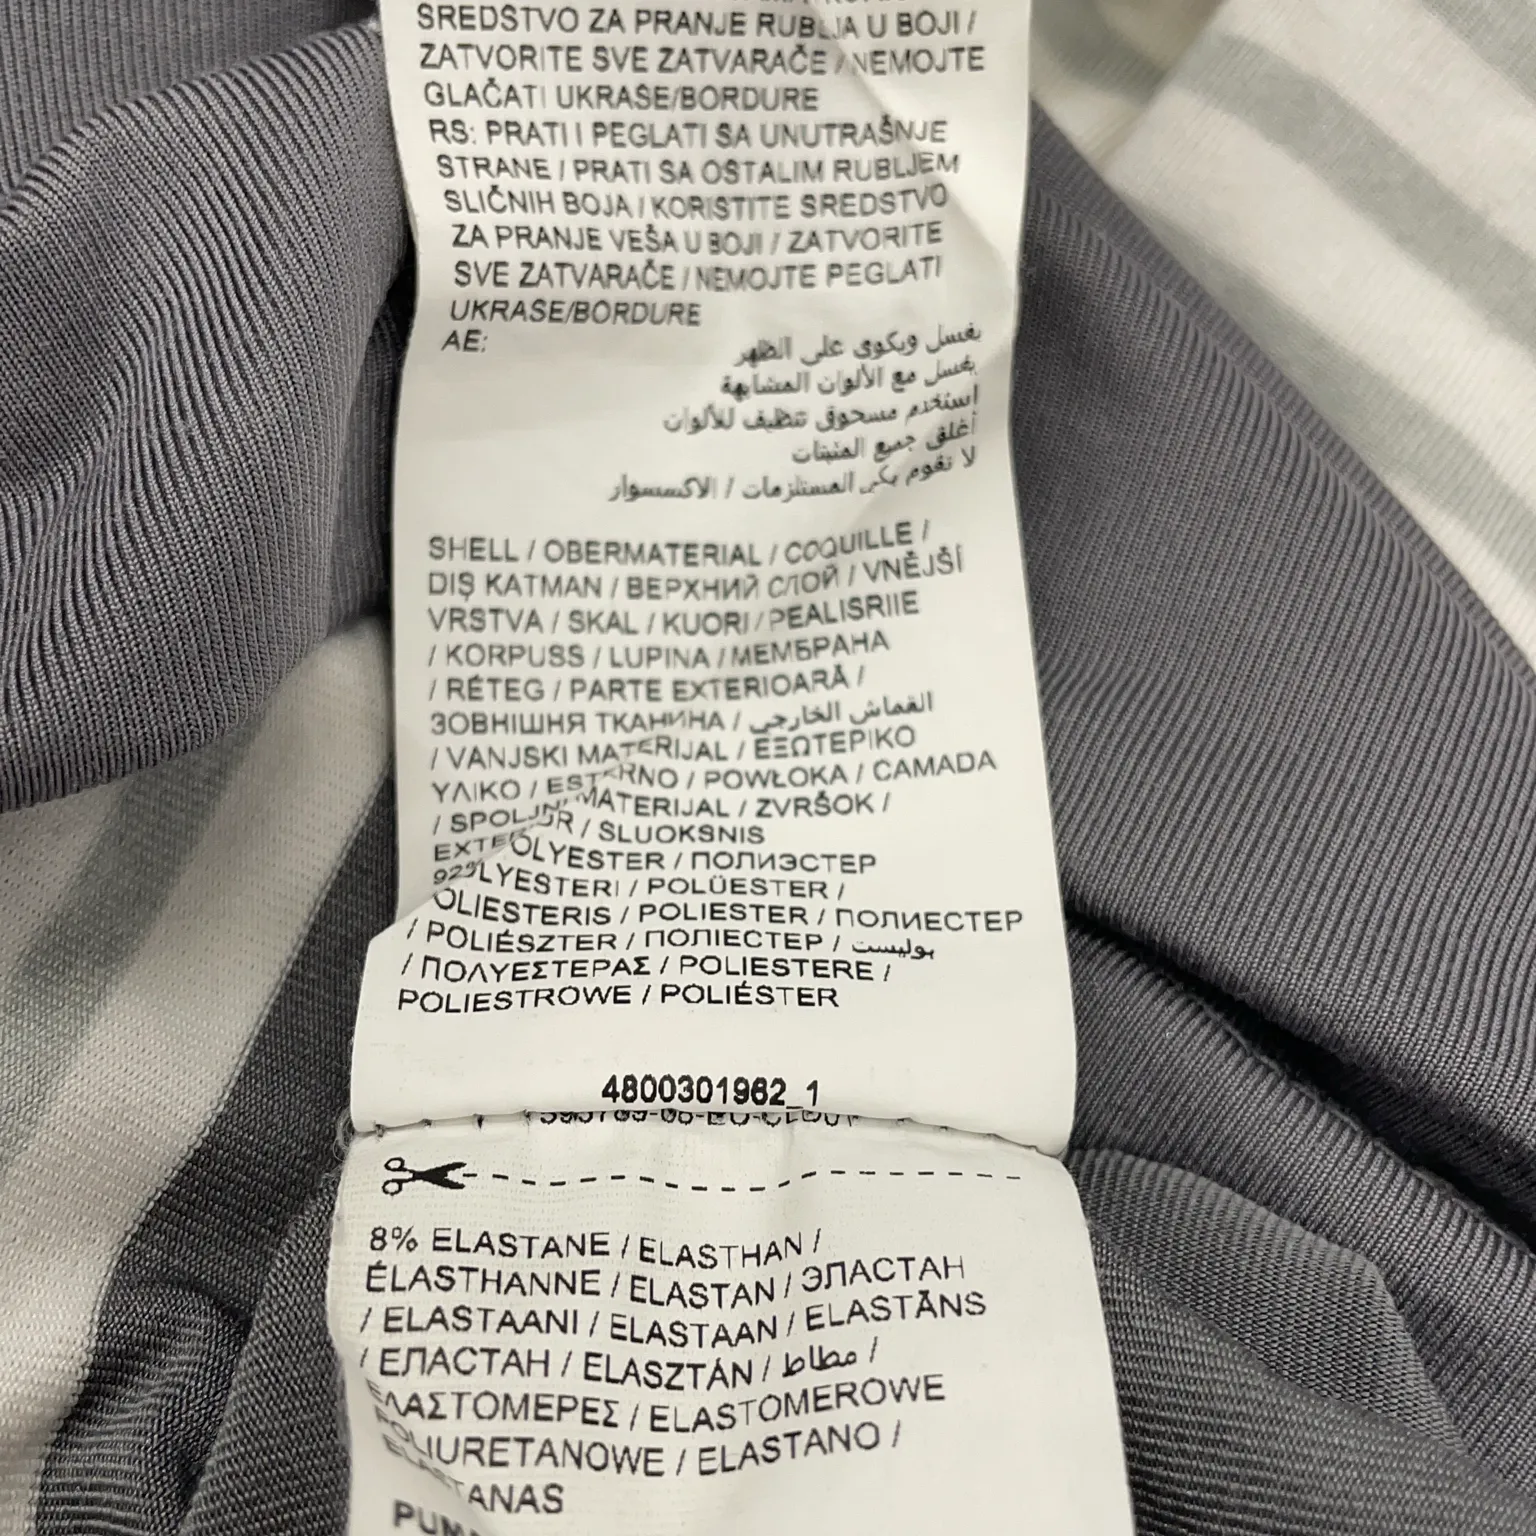 SREDSTVO ZA PRANJE RUBLJA U BOJI /
ZATVORITE SVE ZATVARAČE / NEMOJTE
GLAČATI UKRASE/BORDURE
RS: PRATI I PEGLATI SA UNUTRAŠNJE
STRANE / PRATI SA OSTALIM RUBLJEM
SLIČNIH BOJA / KORISTITE SREDSTVO
ZA PRANJE VEŠA U BOJI / ZATVORITE
SVE ZATVARAČE / NEMOJTE PEGLATI
UKRASE/BORDURE
AE:
يغسل ويكوى على الظهر
يغسل مع الألوان المشابهة
استخدم مسحوق تنظيف للألوان
أغلق جميع المثبتات
لا تقوم بكي المستلزمات / الاكسسوار
SHELL / OBERMATERIAL / COQUILLE /
DIŞ KATMAN / ВЕРХНИЙ СЛОЙ / VNĚJŠÍ
VRSTVA / SKAL / KUORI / PEALISRIIE
/ KORPUSS / LUPINA / МЕМБРАНА
/ RÉTEG / PARTE EXTERIOARĂ /
ЗОВНІШНЯ ТКАНИНА / القماش الخارجي
/ VANJSKI MATERIJAL / ΕΞΩΤΕΡΙΚΟ
ΥΛΙΚΟ / ESTERNO / POWŁOKA / CAMADA
/ SPOLJNI MATERIJAL / ZVRŠOK /
/ SLUOKSNIS
92% POLYESTER / ПОЛИЭСТЕР
POLYESTERI / POLÜESTER /
POLIESTERIS / POLIESTER / ПОЛИЕСТЕР
/ POLIÉSZTER / ПОЛІЕСТЕР / بوليست
/ ΠΟΛΥΕΣΤΕΡΑΣ / POLIESTERE /
POLIESTROWE / POLIÉSTER
4800301962_1
8% ELASTANE / ELASTHAN /
ÉLASTHANNE / ELASTAN / ЭЛАСТАН
/ ELASTAANI / ELASTAAN / ELASTĀNS
/ ЕЛАСТАН / ELASZTÁN / مطاط /
ΕΛΑΣΤΟΜΕΡΕΣ / ELASTOMEROWE
POLIURETANOWE / ELASTANO /
ELASTANAS